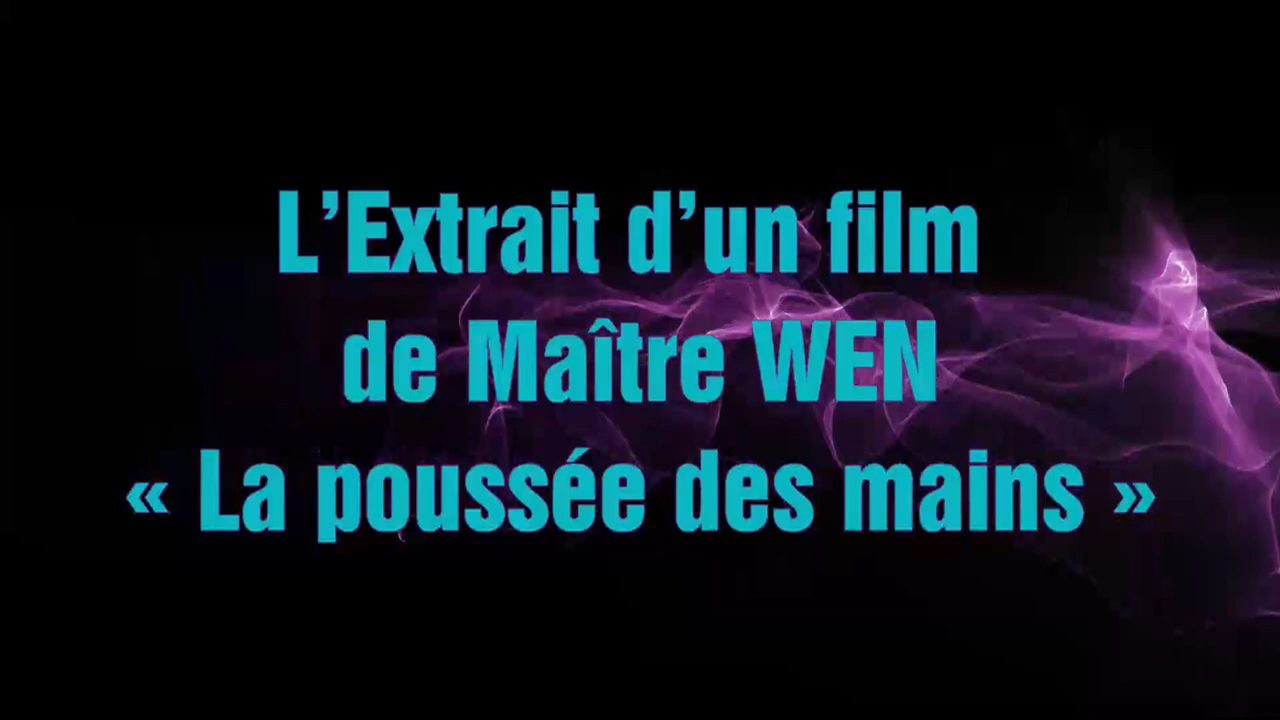 L’Extrait d’un film
de Maître WEN
« La poussée des mains »